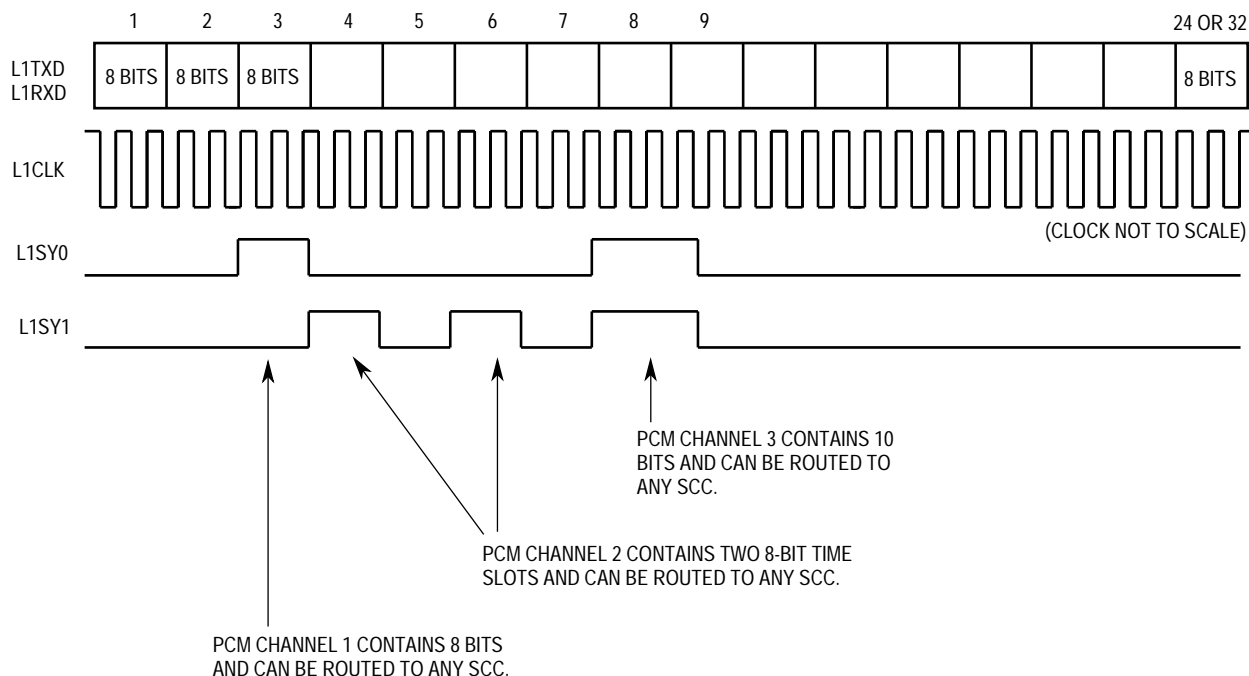 1 2 3 4 5 6 7 8 9 24 OR 32
L1TXD
L1RXD
8 BITS 8 BITS 8 BITS 8 BITS
L1CLK
(CLOCK NOT TO SCALE)
L1SY0
L1SY1
PCM CHANNEL 3 CONTAINS 10
BITS AND CAN BE ROUTED TO
ANY SCC.
PCM CHANNEL 2 CONTAINS TWO 8-BIT TIME
SLOTS AND CAN BE ROUTED TO ANY SCC.
PCM CHANNEL 1 CONTAINS 8 BITS
AND CAN BE ROUTED TO ANY SCC.